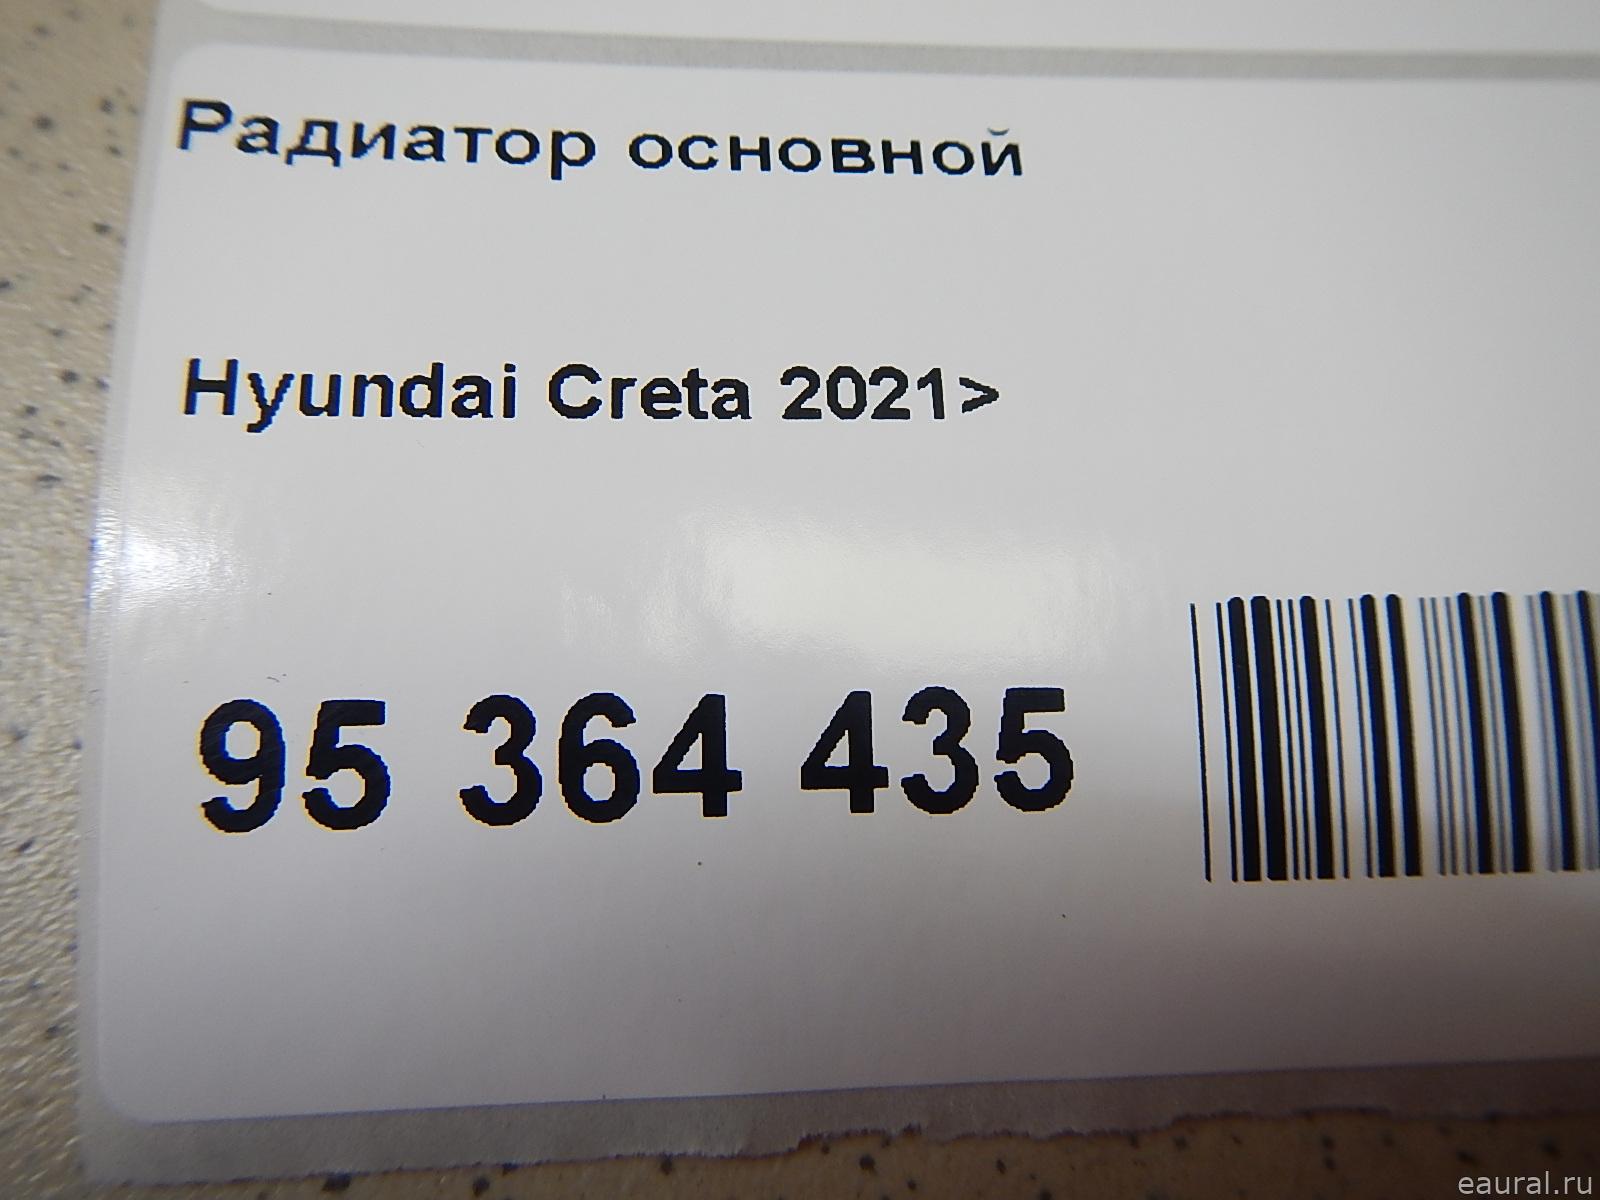 Радиатор основной
Hyundai Creta 2021>
95 364 435
eaural.ru